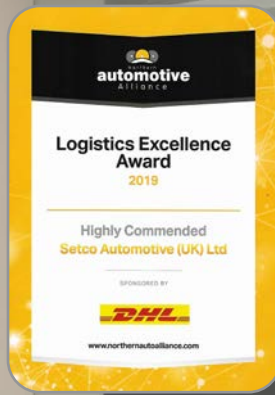 northern
automotive
Alliance
Logistics Excellence
Award
2019
Highly Commended
Setco Automotive (UK) Ltd
SPONSORED BY
DHL
www.northernautoalliance.com